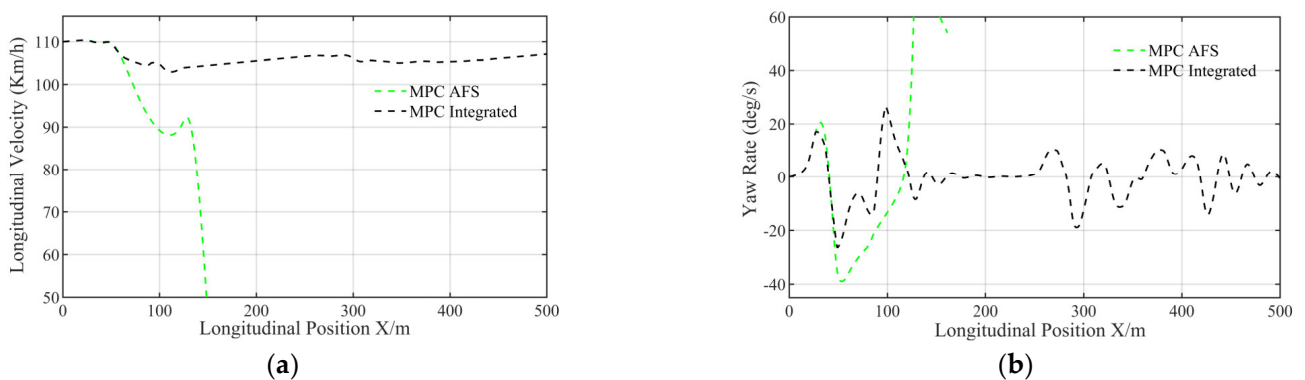 Longitudinal Velocity (Km/h)
110
100
90
80
70
60
50
MPC AFS
MPC Integrated
0
100
200
300
400
500
Longitudinal Position X/m
(a)
Yaw Rate (deg/s)
60
40
20
0
-20
-40
MPC AFS
MPC Integrated
0
100
200
300
400
500
Longitudinal Position X/m
(b)